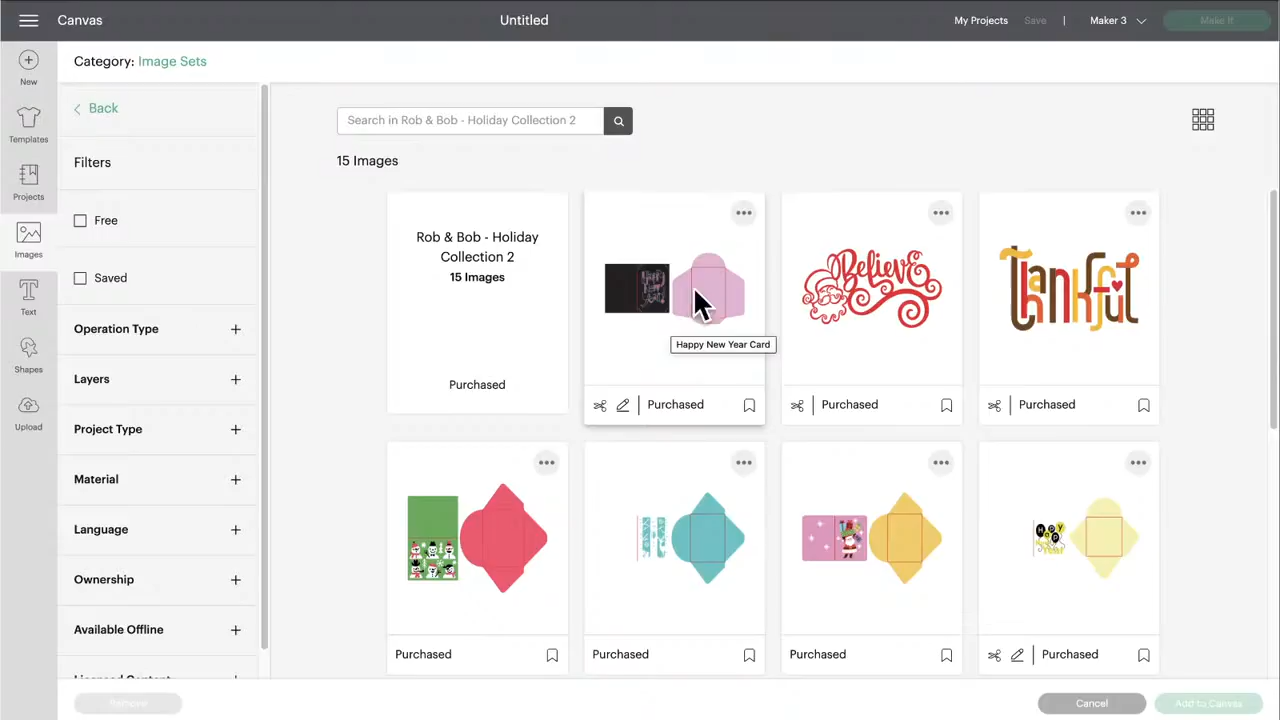 Canvas
Untitled
My Projects
Save
|
Maker 3
Make It
New
Templates
Projects
Images
Text
Shapes
Upload
Category: Image Sets
Back
Filters
Free
Saved
Operation Type
Layers
Project Type
Material
Language
Ownership
Available Offline
Licensed Content
Remove
Search in Rob & Bob - Holiday Collection 2
15 Images
Rob & Bob - Holiday
Collection 2
15 Images
Purchased
Happy New Year Card
Purchased
Believe
Purchased
thankful
Purchased
Purchased
Purchased
Purchased
Purchased
Cancel
Add to Canvas